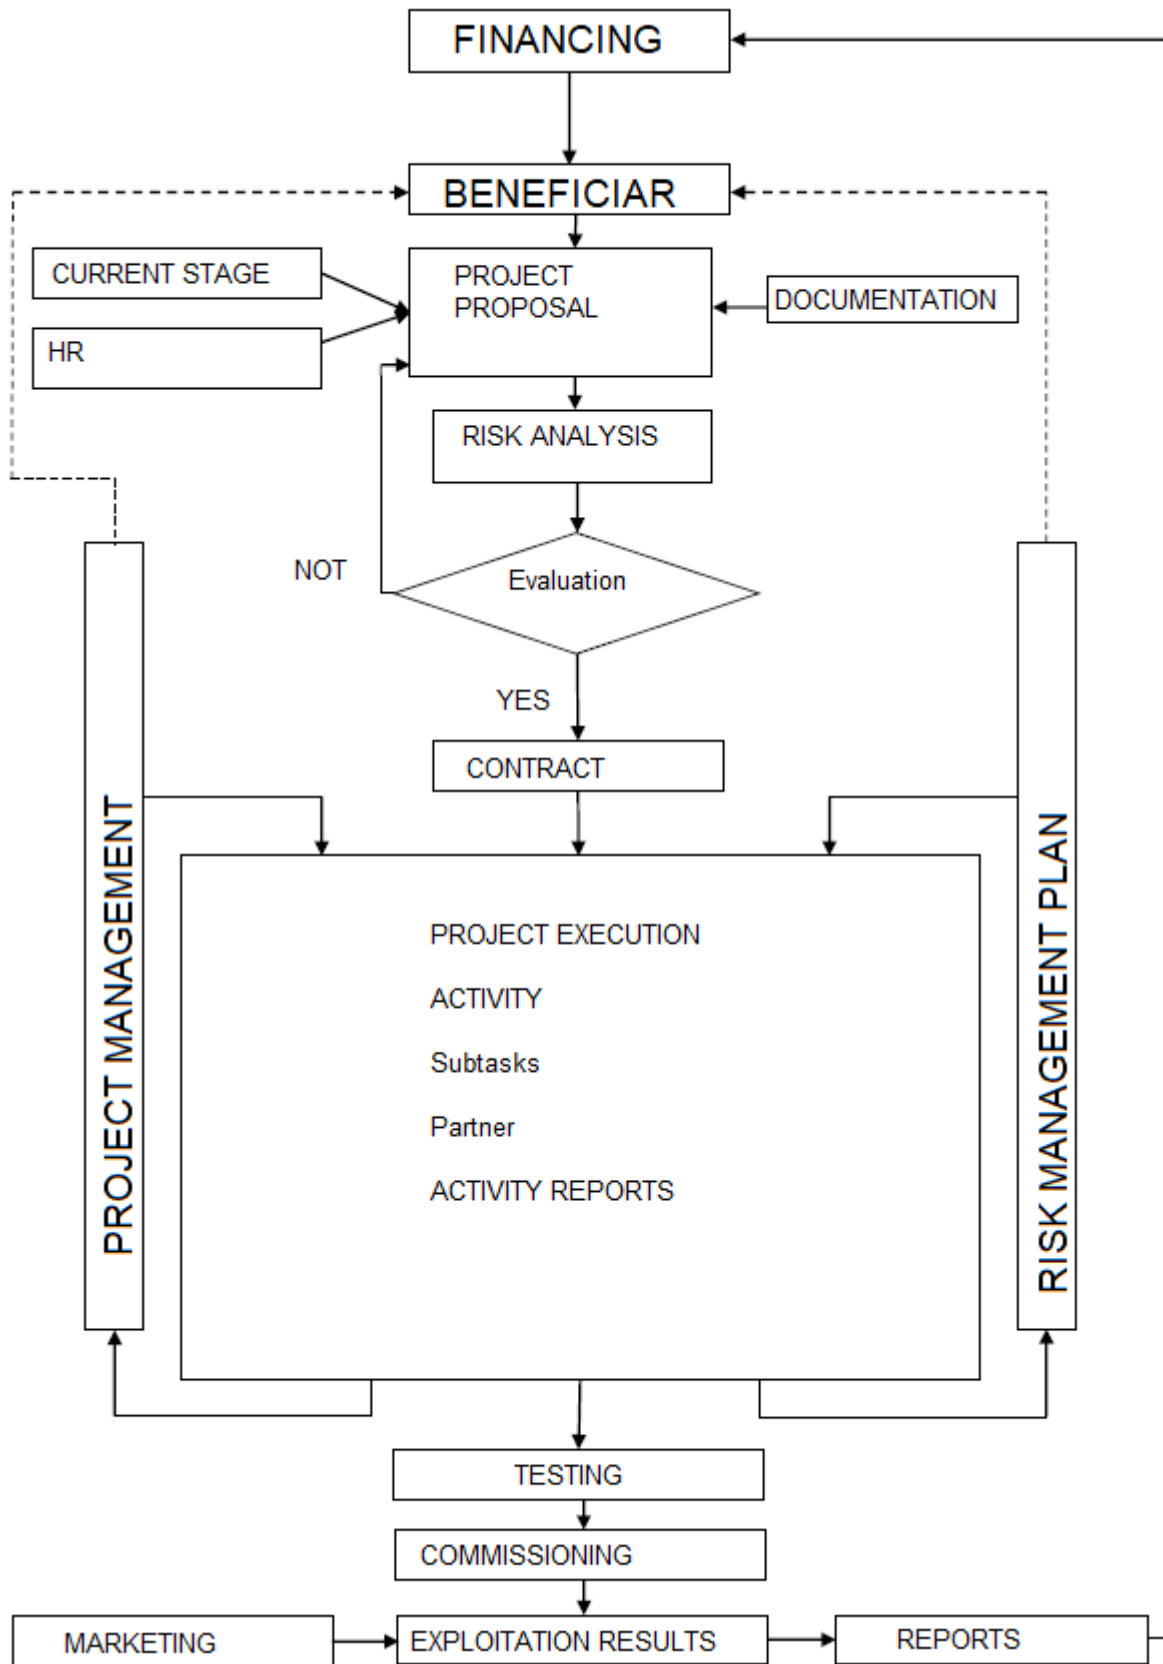 FINANCING
BENEFICIAR
CURRENT STAGE
PROJECT
PROPOSAL
DOCUMENTATION
HR
RISK ANALYSIS
NOT
Evaluation
YES
CONTRACT
PROJECT MANAGEMENT
RISK MANAGEMENT PLAN
PROJECT EXECUTION
ACTIVITY
Subtasks
Partner
ACTIVITY REPORTS
TESTING
COMMISSIONING
MARKETING
EXPLOITATION RESULTS
REPORTS